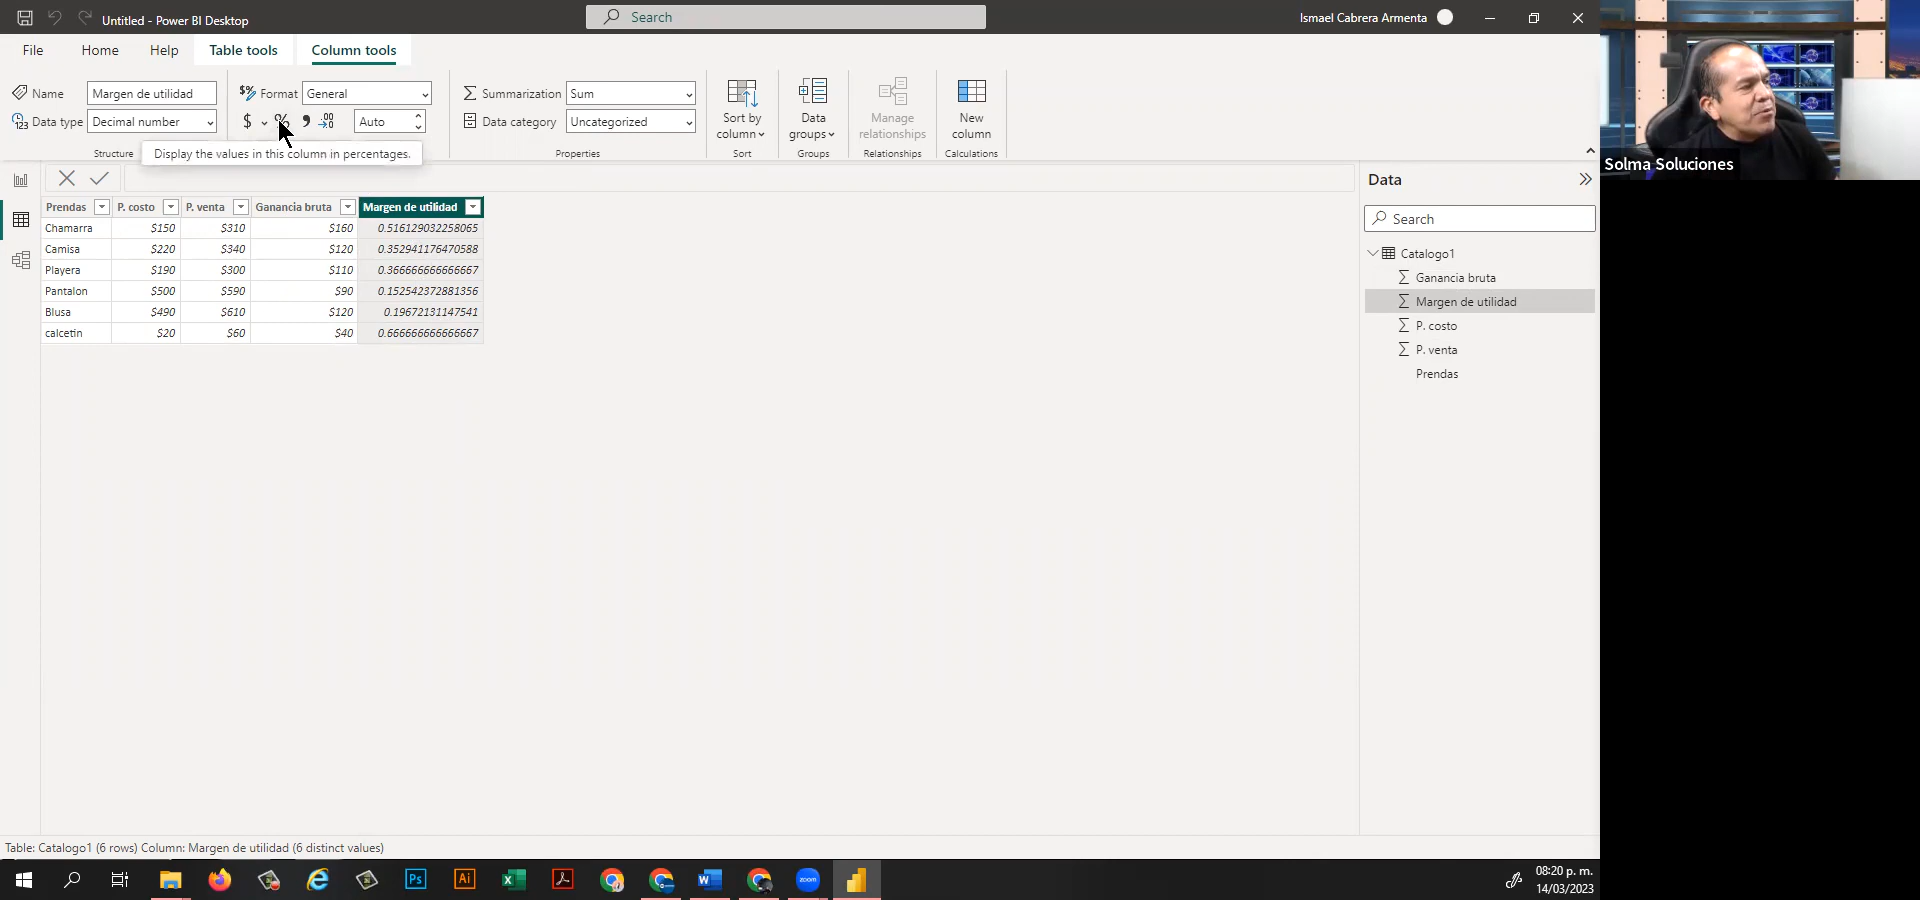 Untitled - Power BI Desktop
Search
Ismael Cabrera Armenta
File
Home
Help
Table tools
Column tools
Name
Margen de utilidad
Data type
Decimal number
Structure
Format
General
$
%
Auto
Display the values in this column in percentages.
Summarization
Sum
Data category
Uncategorized
Properties
Sort by
column
Sort
Data
groups
Groups
Manage
relationships
Relationships
New
column
Calculations
Solma Soluciones
Prendas P. costo P. venta Ganancia bruta Margen de utilidad
Chamarra $150 $310 $160 0.516129032258065
Camisa $220 $340 $120 0.352941176470588
Playera $190 $300 $110 0.366666666666667
Pantalon $500 $590 $90 0.152542372881356
Blusa $490 $610 $120 0.19672131147541
calcetin $20 $60 $40 0.666666666666667
Data
Search
Catalogo1
Ganancia bruta
Margen de utilidad
P. costo
P. venta
Prendas
Table: Catalogo1 (6 rows) Column: Margen de utilidad (6 distinct values)
Ps
Ai
zoom
08:20 p. m.
14/03/2023